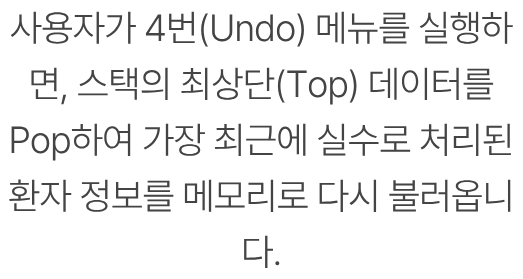 사용자가 4번(Undo) 메뉴를 실행하
면, 스택의 최상단(Top) 데이터를
Pop하여 가장 최근에 실수로 처리된
환자 정보를 메모리로 다시 불러옵니
다.